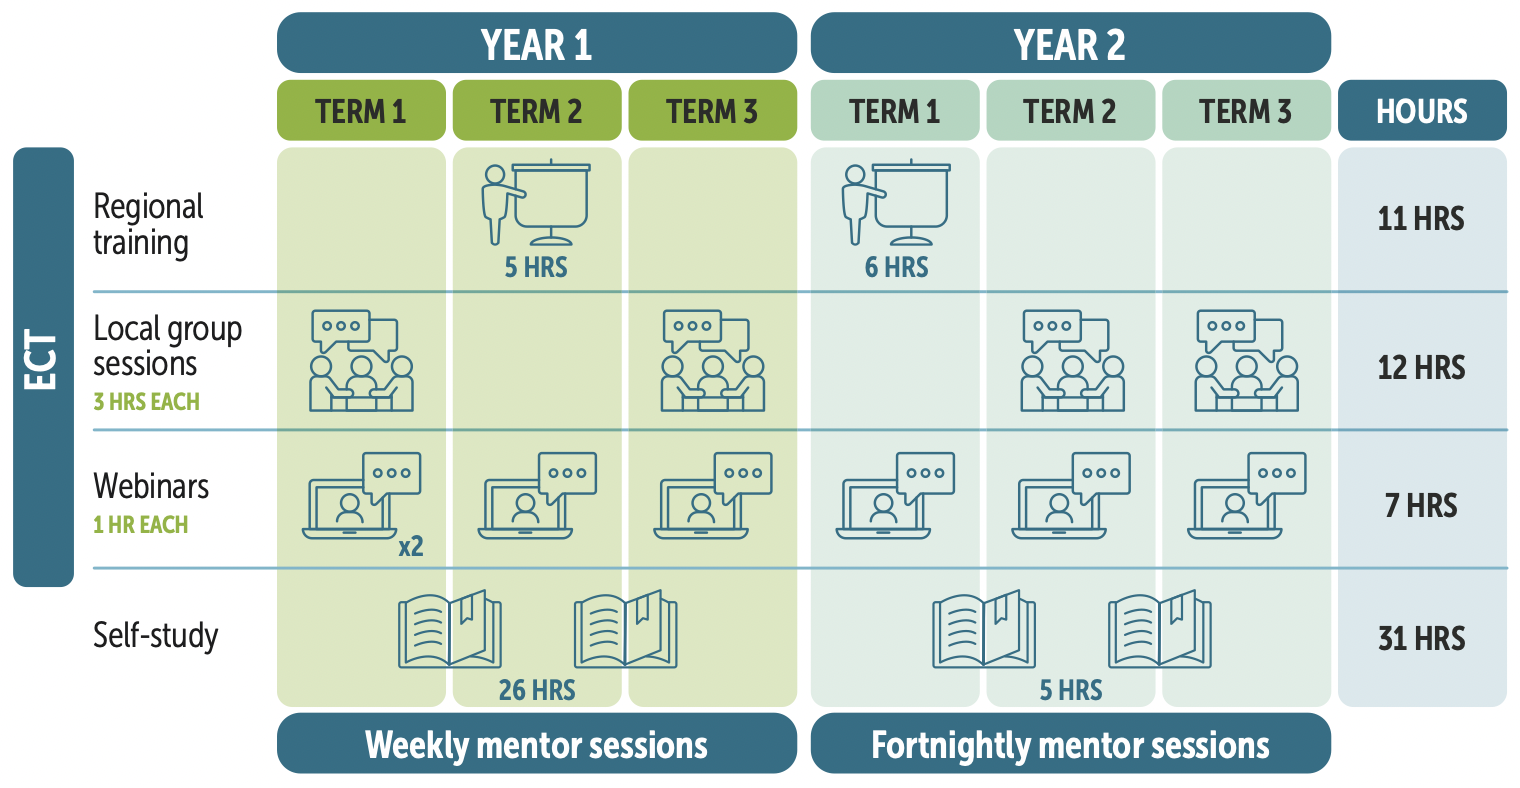 YEAR 1
YEAR 2
TERM 1
TERM 2
TERM 3
TERM 1
TERM 2
TERM 3
HOURS
ECT
Regional
training
5 HRS
6 HRS
11 HRS
Local group
sessions
3 HRS EACH
12 HRS
Webinars
1 HR EACH
x2
7 HRS
Self-study
26 HRS
5 HRS
31 HRS
Weekly mentor sessions
Fortnightly mentor sessions